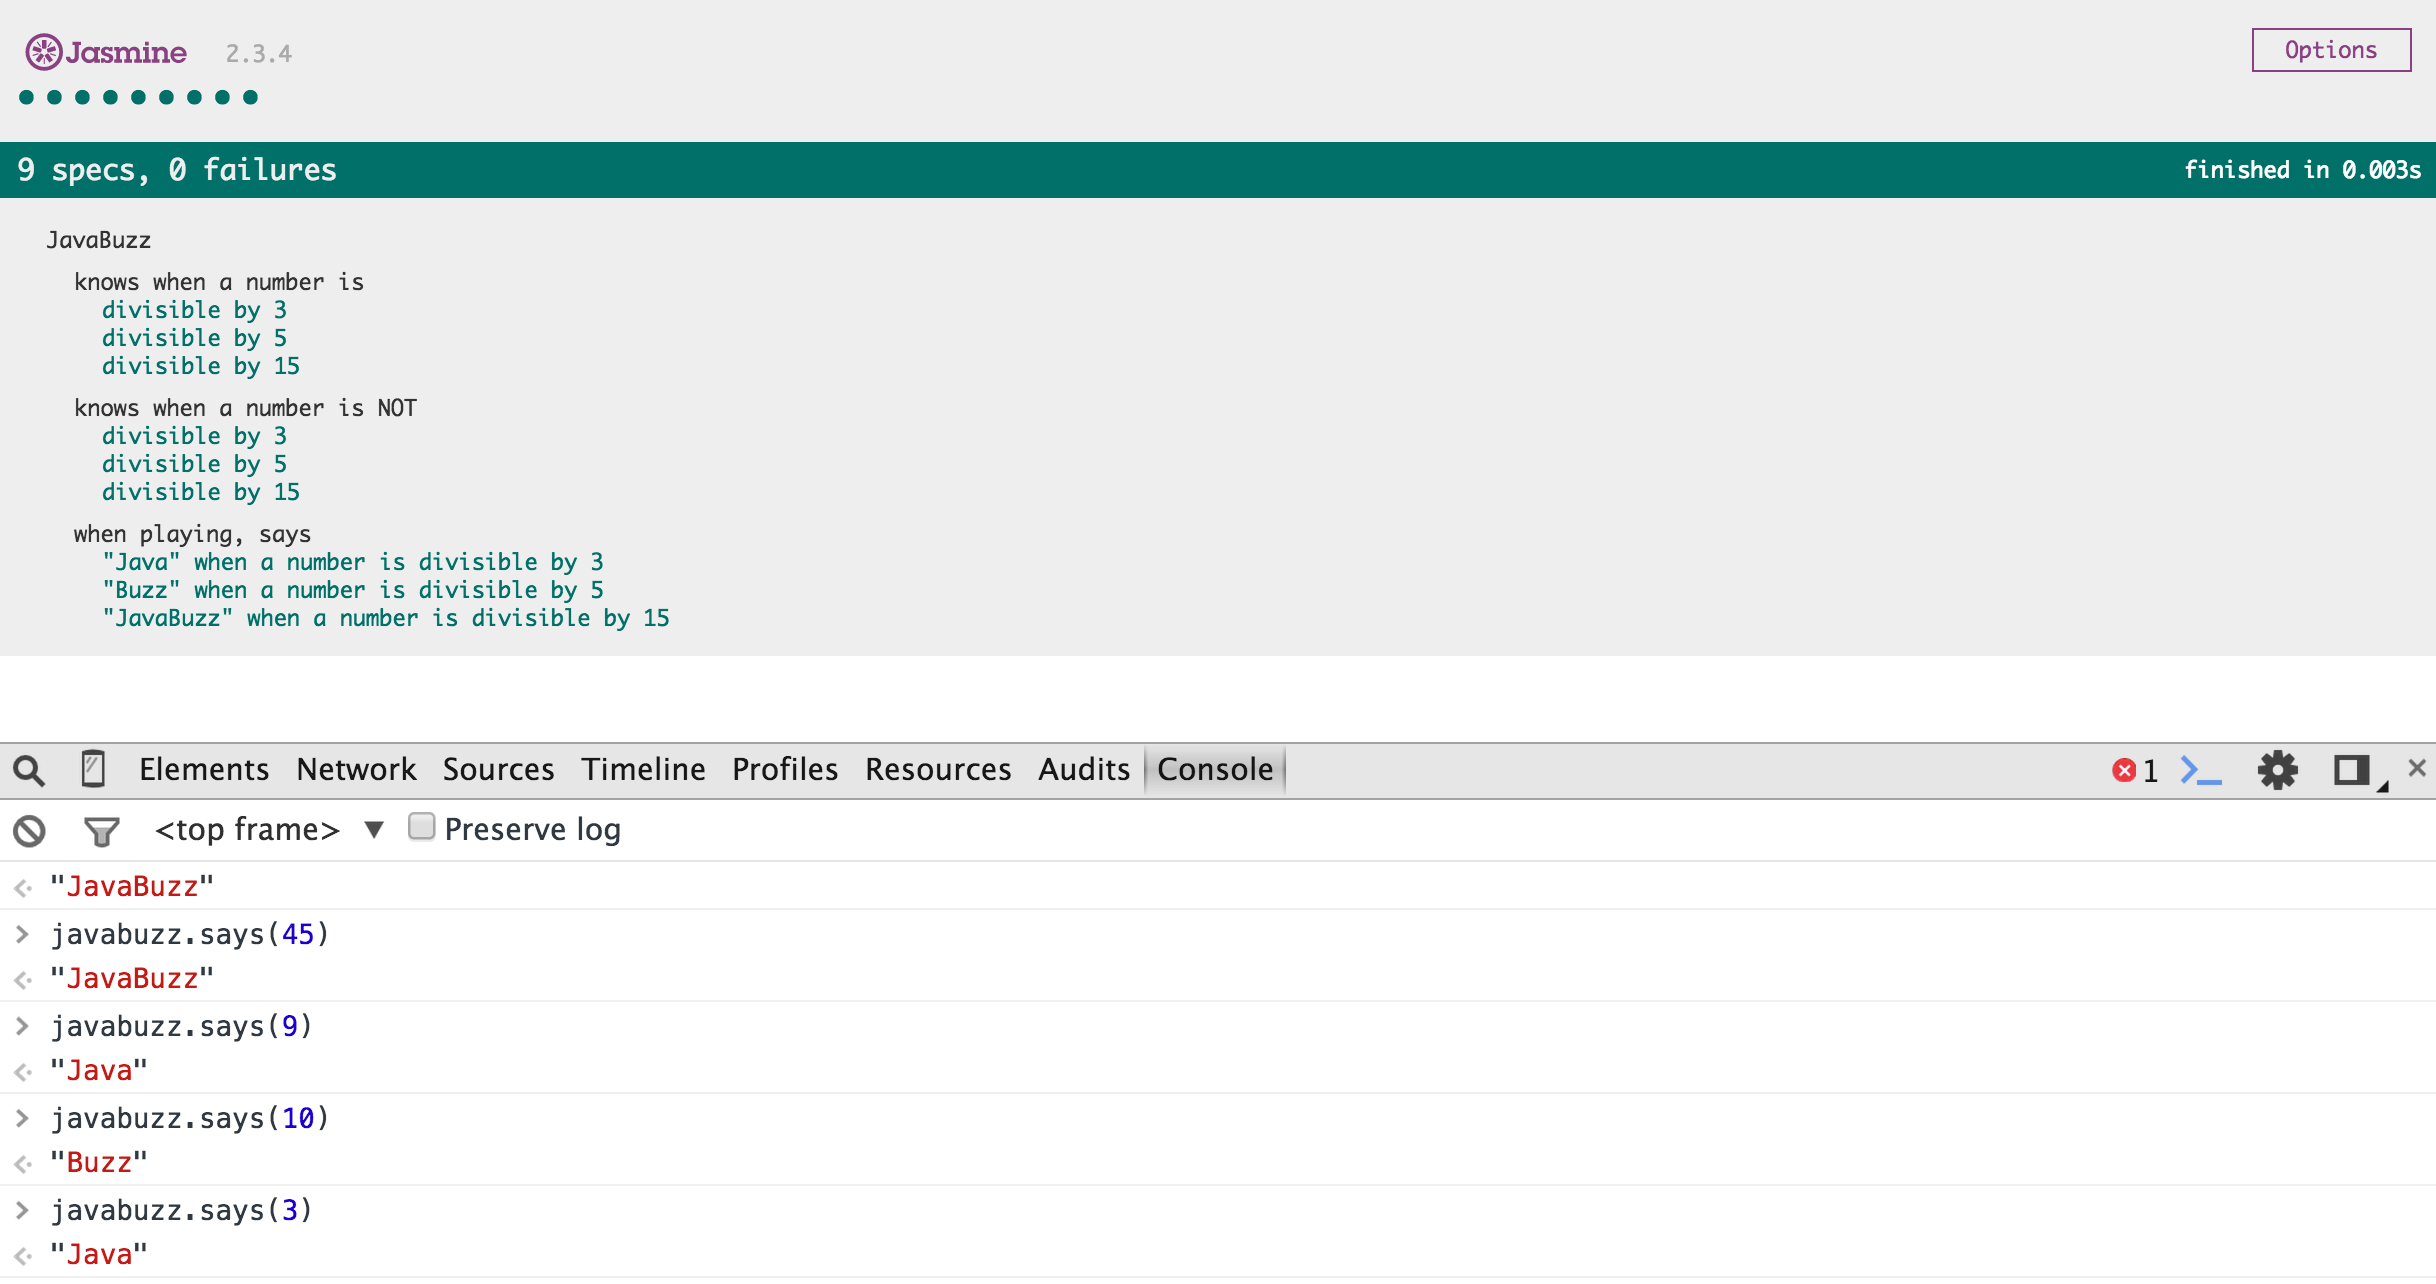 Jasmine 2.3.4 Options
9 specs, 0 failures finished in 0.003s
JavaBuzz
knows when a number is
divisible by 3
divisible by 5
divisible by 15
knows when a number is NOT
divisible by 3
divisible by 5
divisible by 15
when playing, says
"Java" when a number is divisible by 3
"Buzz" when a number is divisible by 5
"JavaBuzz" when a number is divisible by 15
Elements Network Sources Timeline Profiles Resources Audits Console 1
<top frame> Preserve log
"JavaBuzz"
javabuzz.says(45)
"JavaBuzz"
javabuzz.says(9)
"Java"
javabuzz.says(10)
"Buzz"
javabuzz.says(3)
"Java"